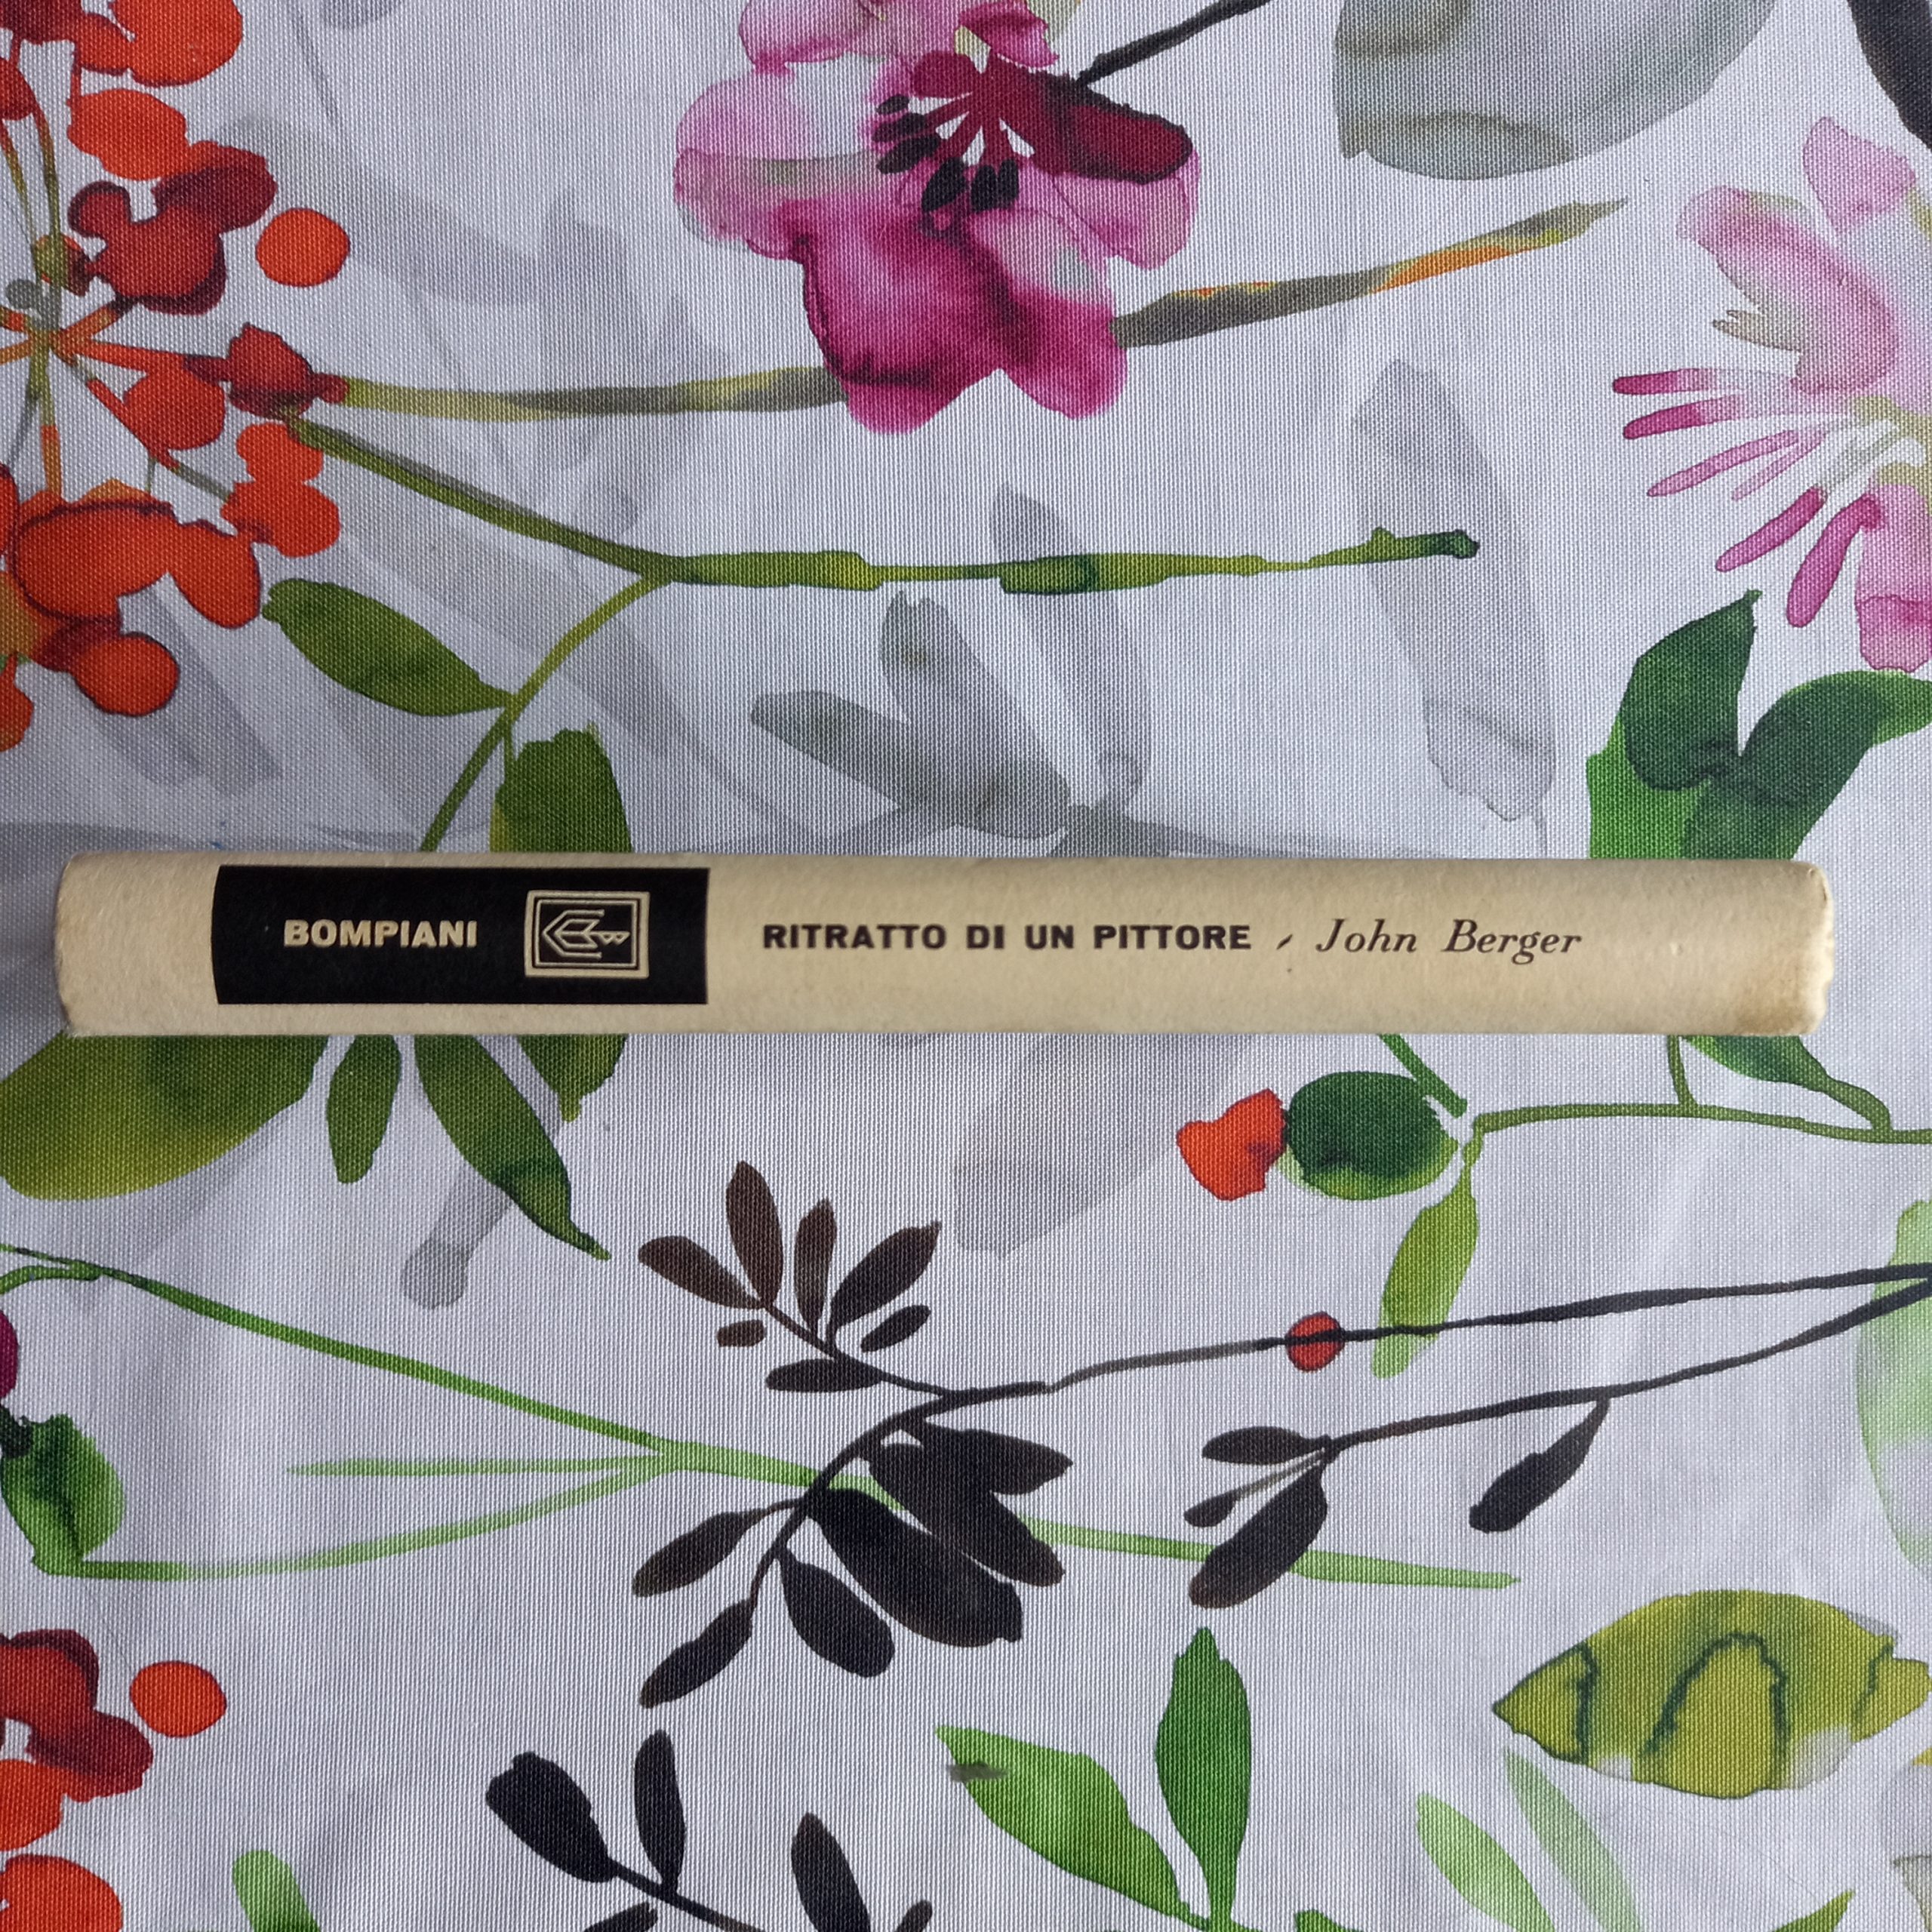 BOMPIANI RITRATTO DI UN PITTORE / John Berger